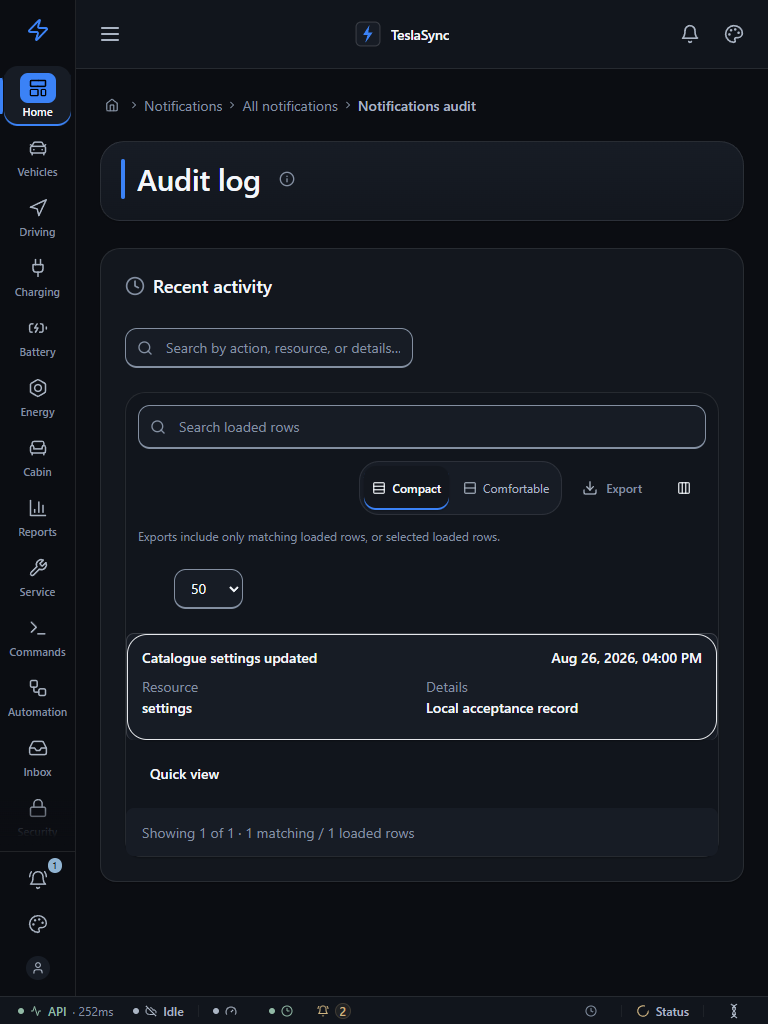 TeslaSync
Home
Vehicles
Driving
Charging
Battery
Energy
Cabin
Reports
Service
Commands
Automation
Inbox
Security
1
Notifications > All notifications > Notifications audit
Audit log
Recent activity
Search by action, resource, or details...
Search loaded rows
Compact Comfortable Export
Exports include only matching loaded rows, or selected loaded rows.
50
Catalogue settings updated Aug 26, 2026, 04:00 PM
Resource Details
settings Local acceptance record
Quick view
Showing 1 of 1 · 1 matching / 1 loaded rows
API · 252ms Idle 2 Status